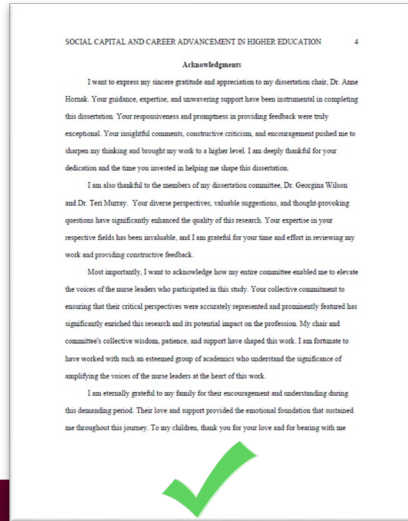 SOCIAL CAPITAL AND CAREER ADVANCEMENT IN HIGHER EDUCATION 4
Acknowledgments
I want to express my sincere gratitude and appreciation to my dissertation chair, Dr. Anne
Hornak. Your guidance, expertise, and unwavering support have been instrumental in completing
this dissertation. Your responsiveness and promptness in providing feedback were truly
exceptional. Your insightful comments, constructive criticism, and encouragement pushed me to
sharpen my thinking and brought my work to a higher level. I am deeply thankful for your
dedication and the time you invested in helping me shape this dissertation.
I am also thankful to the members of my dissertation committee, Dr. Georgina Wilson
and Dr. Teri Murray. Your diverse perspectives, valuable suggestions, and thought-provoking
questions have significantly enhanced the quality of this research. Your expertise in your
respective fields has been invaluable, and I am grateful for your time and effort in reviewing my
work and providing constructive feedback.
Most importantly, I want to acknowledge how my entire committee enabled me to elevate
the voices of the nurse leaders who participated in this study. Your collective commitment to
ensuring that their critical perspectives were accurately represented and prominently featured has
significantly enriched this research and its potential impact on the profession. My chair and
committee's collective wisdom, patience, and support have shaped this work. I am fortunate to
have worked with such an esteemed group of academics who understand the significance of
amplifying the voices of the nurse leaders at the heart of this work.
I am eternally grateful to my family for their encouragement and understanding during
this demanding period. Their love and support provided the emotional foundation that sustained
me throughout this journey. To my children, thank you for your love and for bearing with me